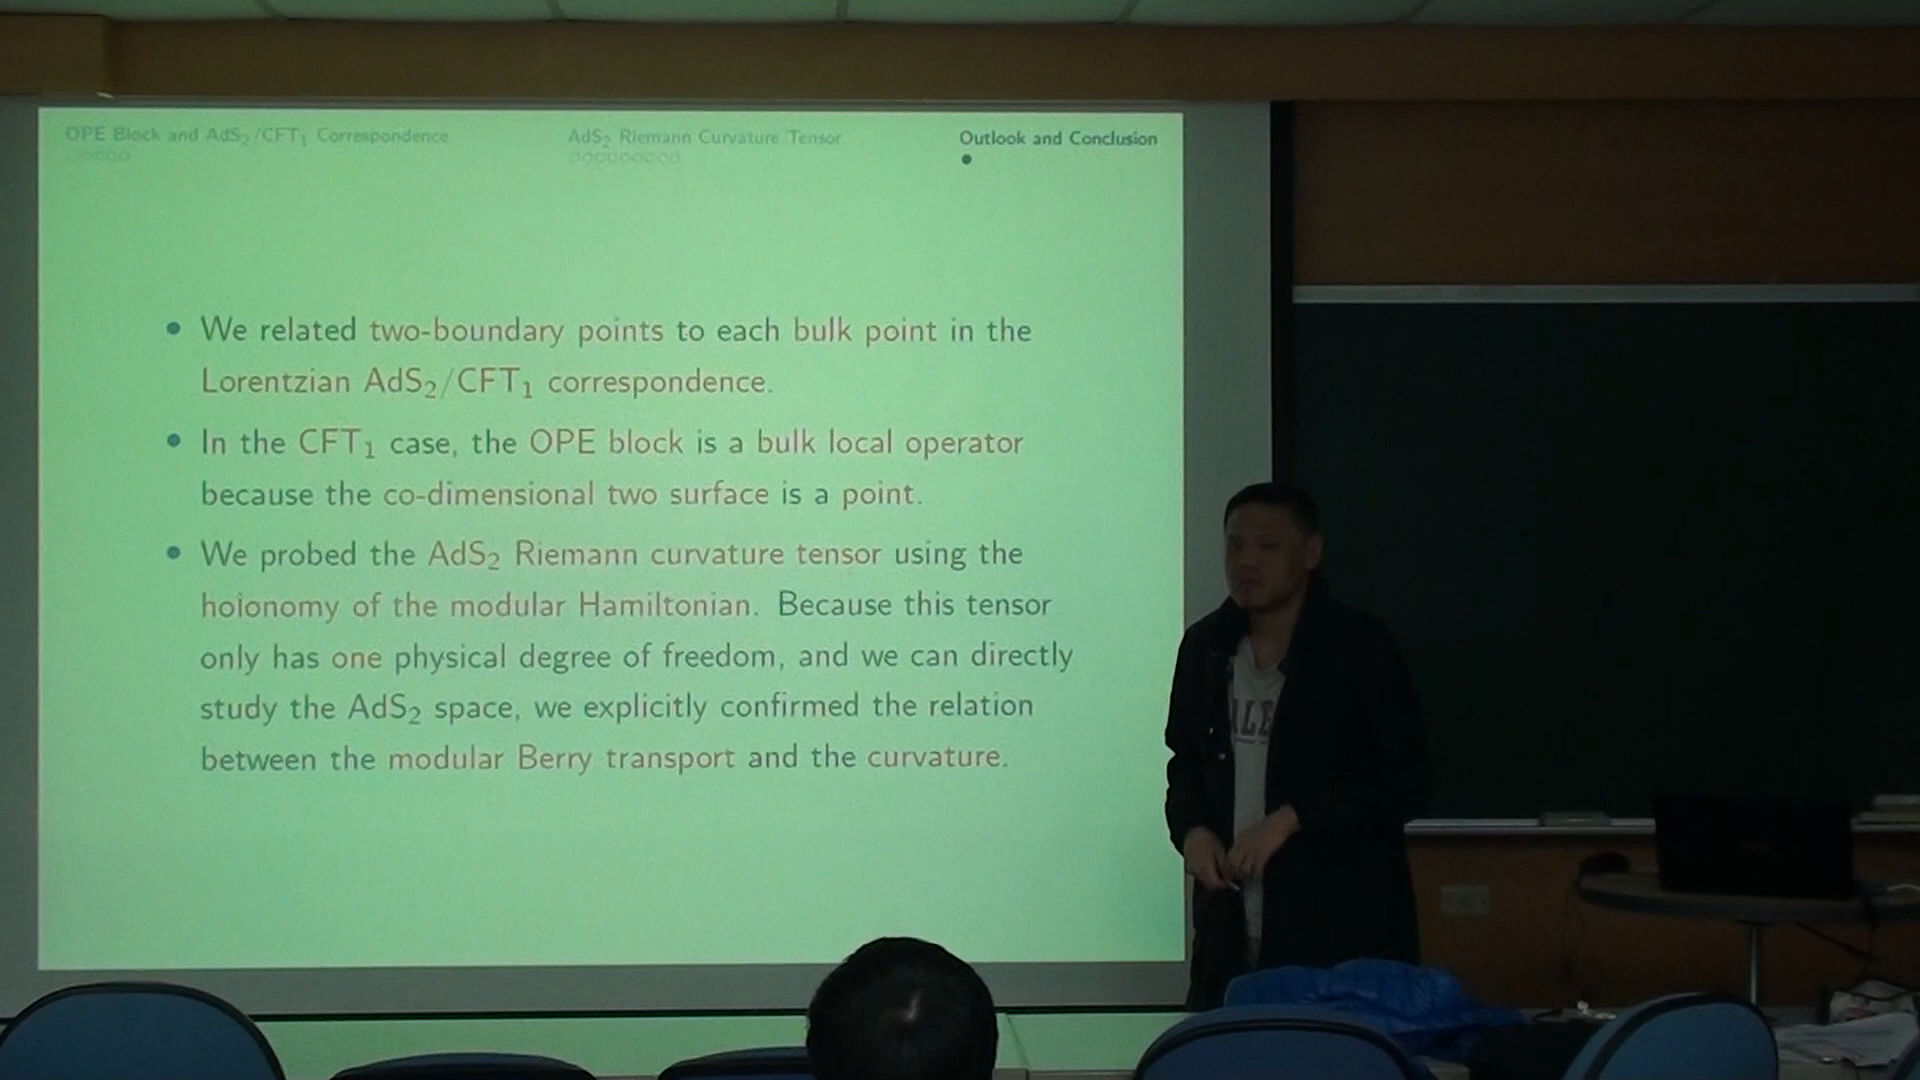 OPE Block and AdS₂/CFT₁ Correspondence
AdS₂ Riemann Curvature Tensor
Outlook and Conclusion
• We related two-boundary points to each bulk point in the
Lorentzian AdS₂/CFT₁ correspondence.
• In the CFT₁ case, the OPE block is a bulk local operator
because the co-dimensional two surface is a point.
• We probed the AdS₂ Riemann curvature tensor using the
holonomy of the modular Hamiltonian. Because this tensor
only has one physical degree of freedom, and we can directly
study the AdS₂ space, we explicitly confirmed the relation
between the modular Berry transport and the curvature.